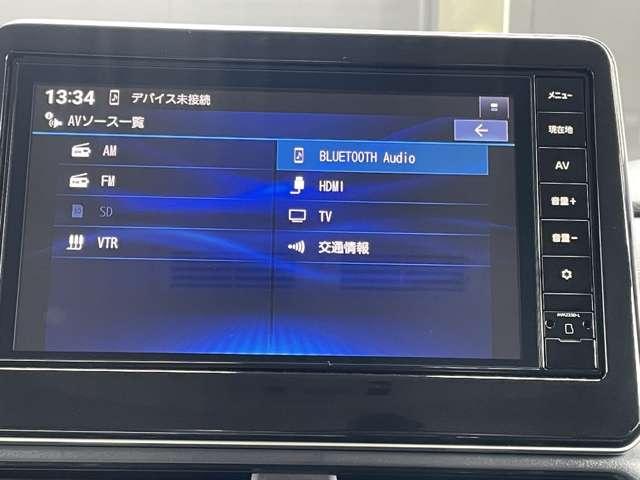 13:34 デバイス未接続
AVソース一覧
AM
FM
SD
VTR
BLUETOOTH Audio
HDMI
TV
交通情報
メニュー
現在地
AV
音量+
音量-